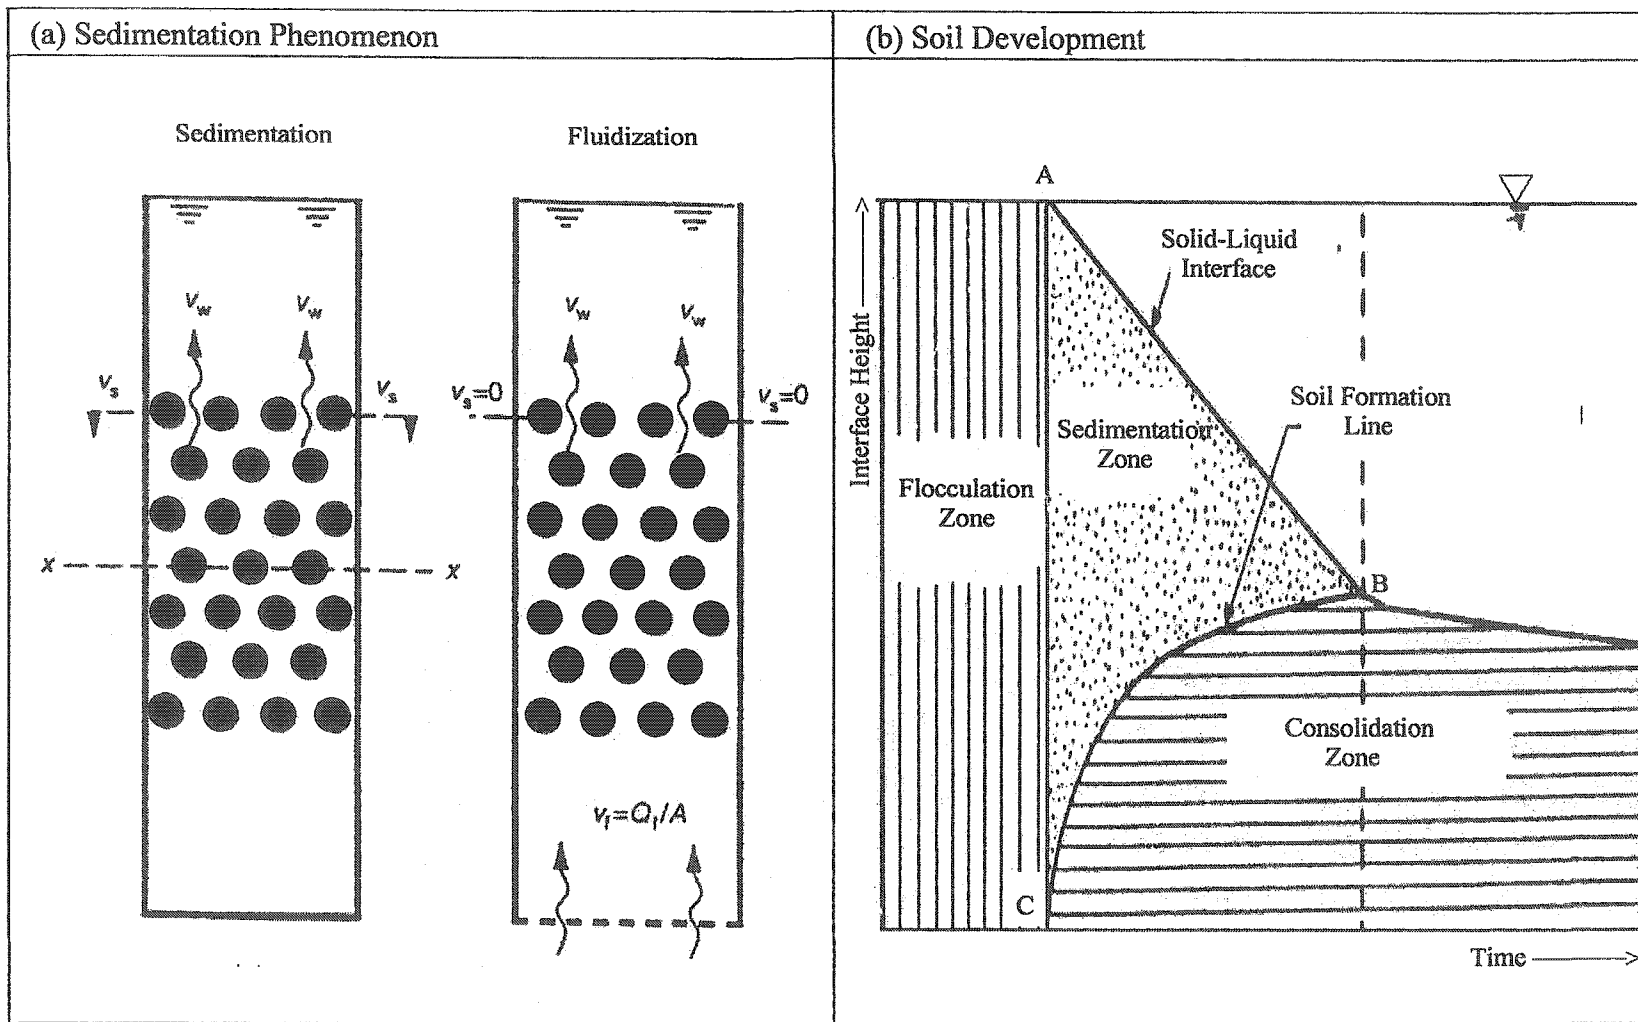 (a) Sedimentation Phenomenon
Sedimentation
Fluidization
v_w
v_w
v_w
v_w
v_s
v_s
v_s=0
v_s=0
x
x
v_f=Q_f/A
(b) Soil Development
A
Solid-Liquid
Interface
Interface Height
Soil Formation
Line
Sedimentation
Zone
Flocculation
Zone
B
Consolidation
Zone
C
Time